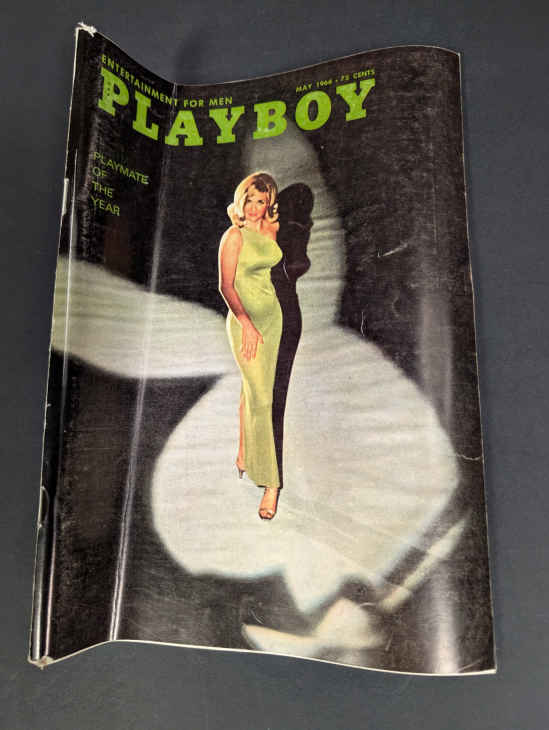 ENTERTAINMENT FOR MEN
MAY 1966 • 75 CENTS
PLAYBOY
PLAYMATE
OF
THE
YEAR